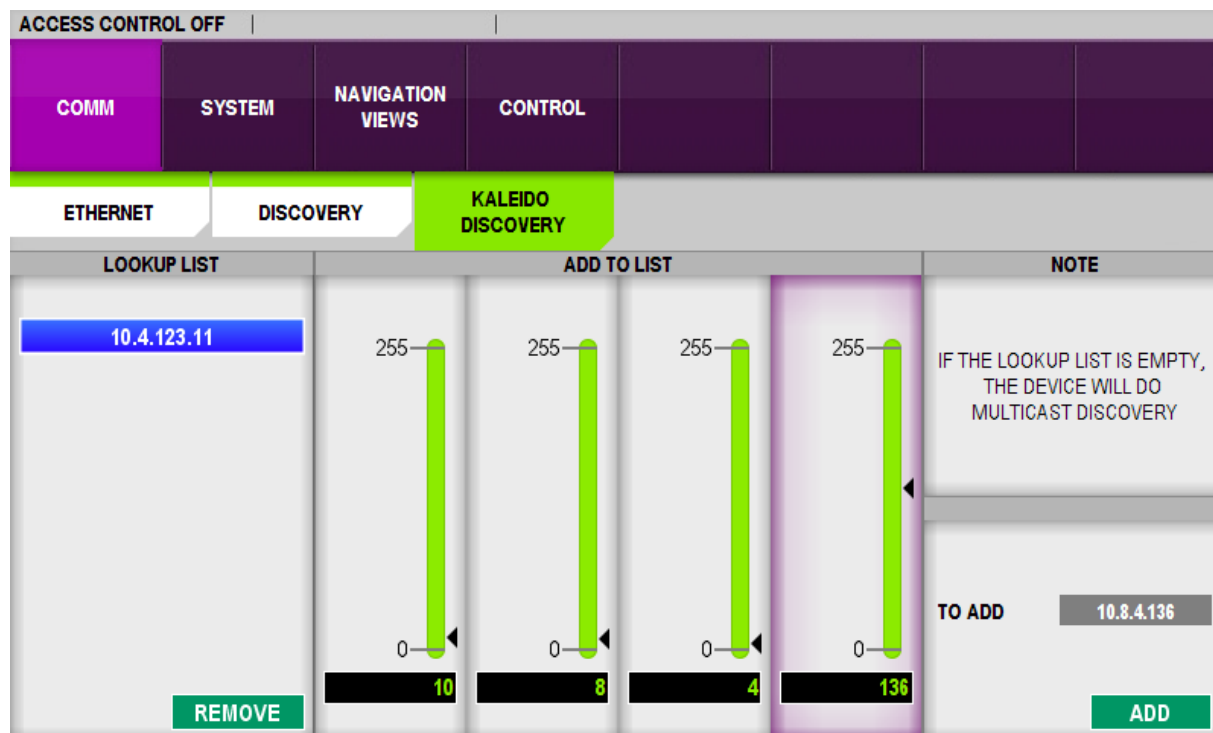 ACCESS CONTROL OFF
COMM
SYSTEM
NAVIGATION
VIEWS
CONTROL
ETHERNET
DISCOVERY
KALEIDO
DISCOVERY
LOOKUP LIST
ADD TO LIST
NOTE
10.4.123.11
255
255
255
255
IF THE LOOKUP LIST IS EMPTY,
THE DEVICE WILL DO
MULTICAST DISCOVERY
0
0
0
0
10
8
4
136
TO ADD
10.8.4.136
REMOVE
ADD